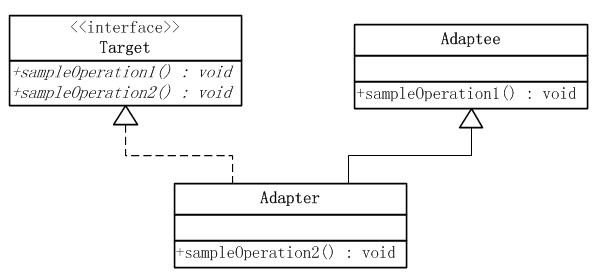 <<interface>>
Target
+sampleOperation1() : void
+sampleOperation2() : void
Adaptee
+sampleOperation1() : void
Adapter
+sampleOperation2() : void